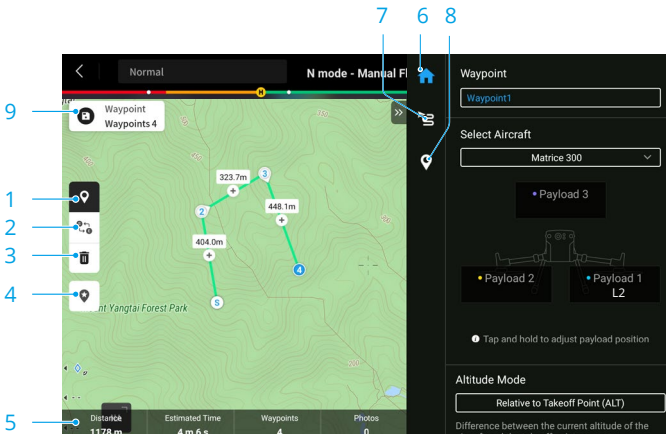 7 6 8
Normal
N mode - Manual Fl
Waypoint
Waypoint1
9
Waypoint
Waypoints 4
Select Aircraft
Matrice 300
323.7m
3
448.1m
2
404.0m
4
S
1
2
3
4
Payload 3
Payload 2
Payload 1
L2
nt Yangtai Forest Park
Tap and hold to adjust payload position
200
Altitude Mode
Relative to Takeoff Point (ALT)
5
Distance
Estimated Time
Waypoints
Photos
1178 m
4 m 6 s
4
0
Difference between the current altitude of the